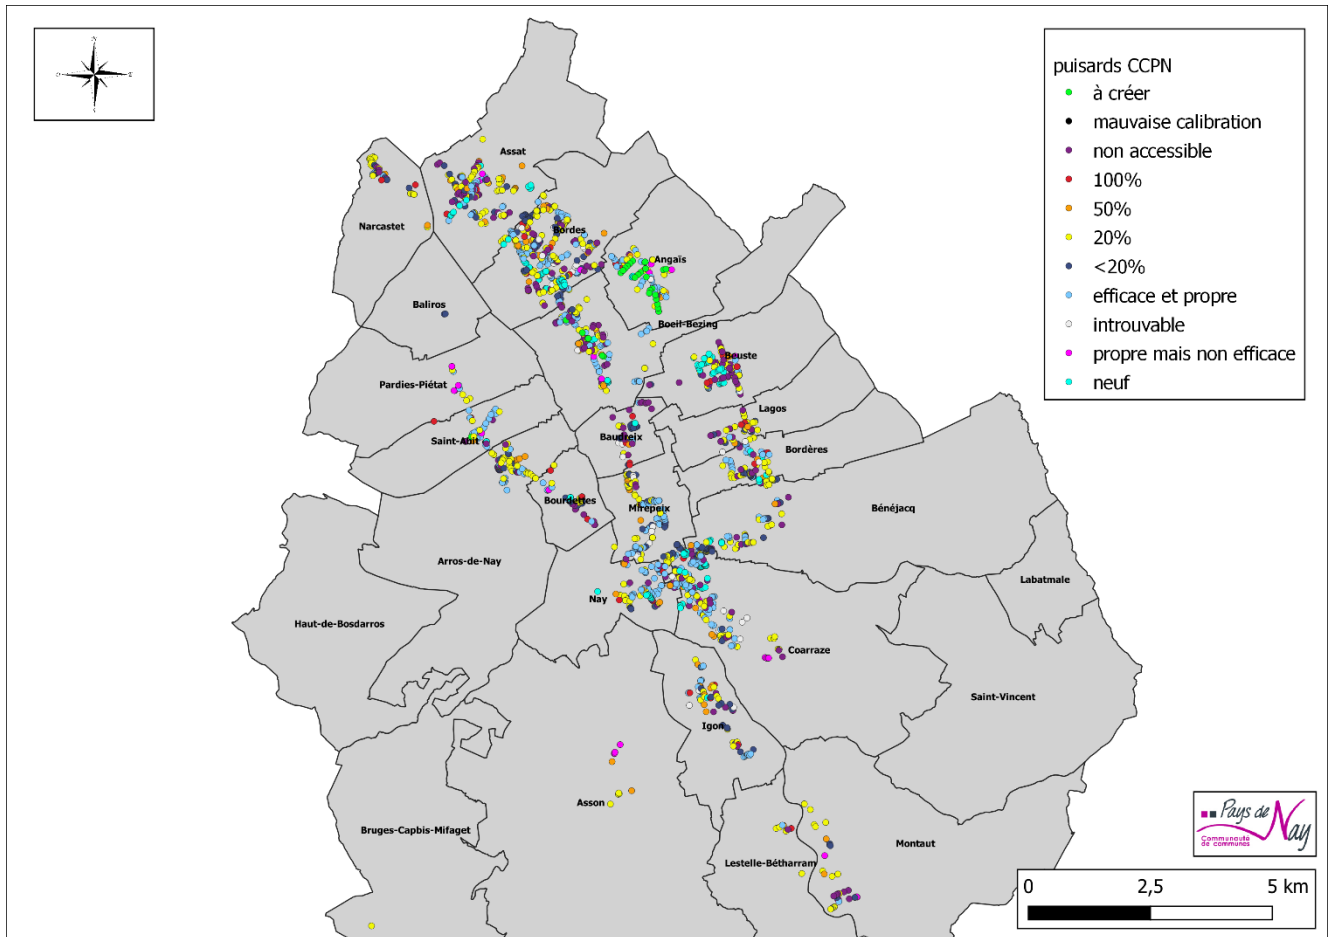 puisards CCPN
à créer
mauvaise calibration
non accessible
100%
50%
20%
<20%
efficace et propre
introuvable
propre mais non efficace
neuf
Assat
Narcastet
Bordes
Angaïs
Baliros
Boeil-Bezing
Beuste
Pardies-Piétat
Lagos
Saint-Abit
Baudreix
Bordères
Bourdettes
Mirepeix
Bénéjacq
Arros-de-Nay
Labatmale
Nay
Haut-de-Bosdarros
Coarraze
Saint-Vincent
Igon
Asson
Bruges-Capbis-Mifaget
Montaut
Lestelle-Bétharram
Pays de Nay
Communauté
de communes
0 2,5 5 km